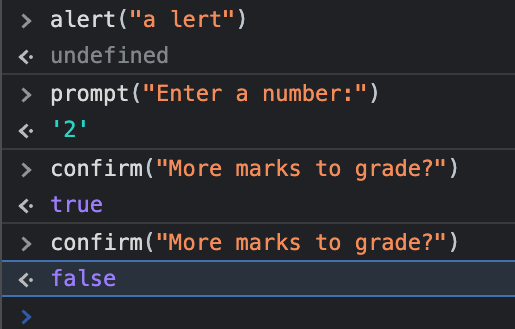 > alert("a lert")
<· undefined
> prompt("Enter a number:")
<· '2'
> confirm("More marks to grade?")
<· true
> confirm("More marks to grade?")
<· false
>